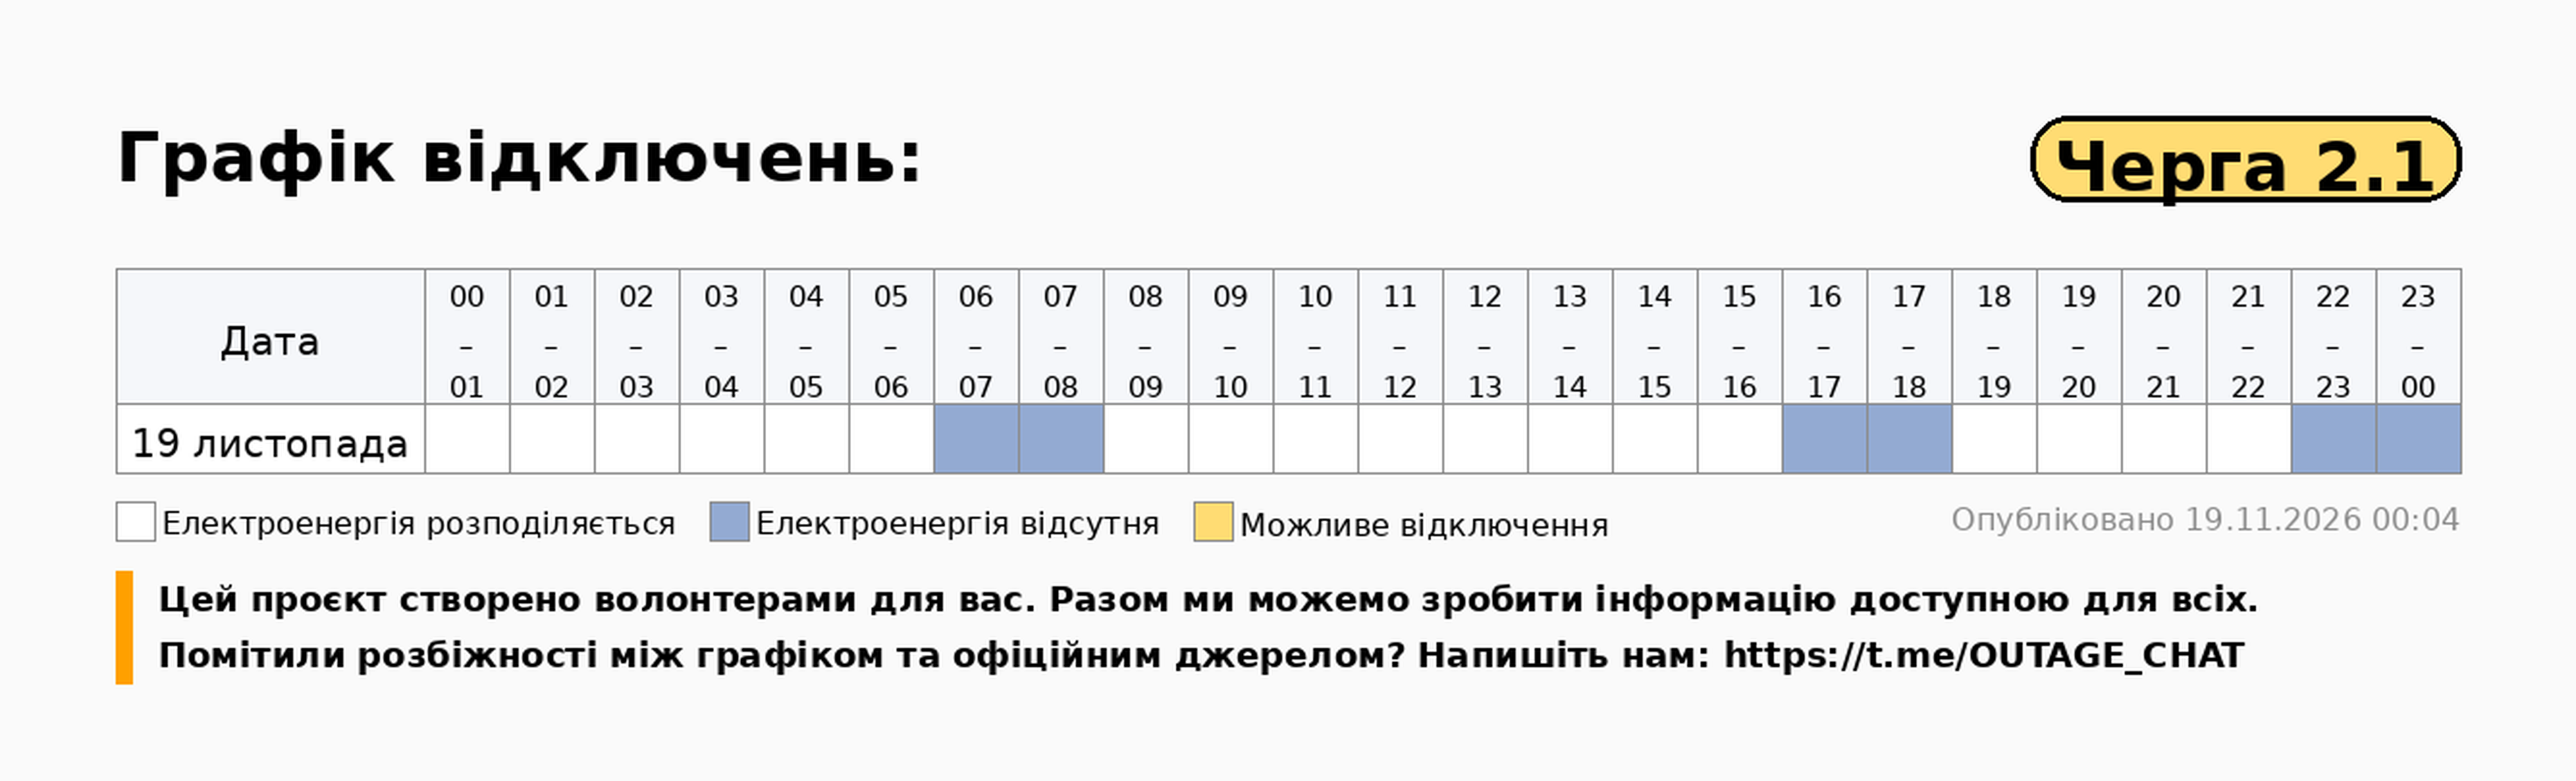 Графік відключень:
Черга 2.1
Дата 00 – 01 01 – 02 02 – 03 03 – 04 04 – 05 05 – 06 06 – 07 07 – 08 08 – 09 09 – 10 10 – 11 11 – 12 12 – 13 13 – 14 14 – 15 15 – 16 16 – 17 17 – 18 18 – 19 19 – 20 20 – 21 21 – 22 22 – 23 23 – 00
19 листопада
Електроенергія розподіляється Електроенергія відсутня Можливе відключення
Опубліковано 19.11.2026 00:04
Цей проєкт створено волонтерами для вас. Разом ми можемо зробити інформацію доступною для всіх.
Помітили розбіжності між графіком та офіційним джерелом? Напишіть нам: https://t.me/OUTAGE_CHAT